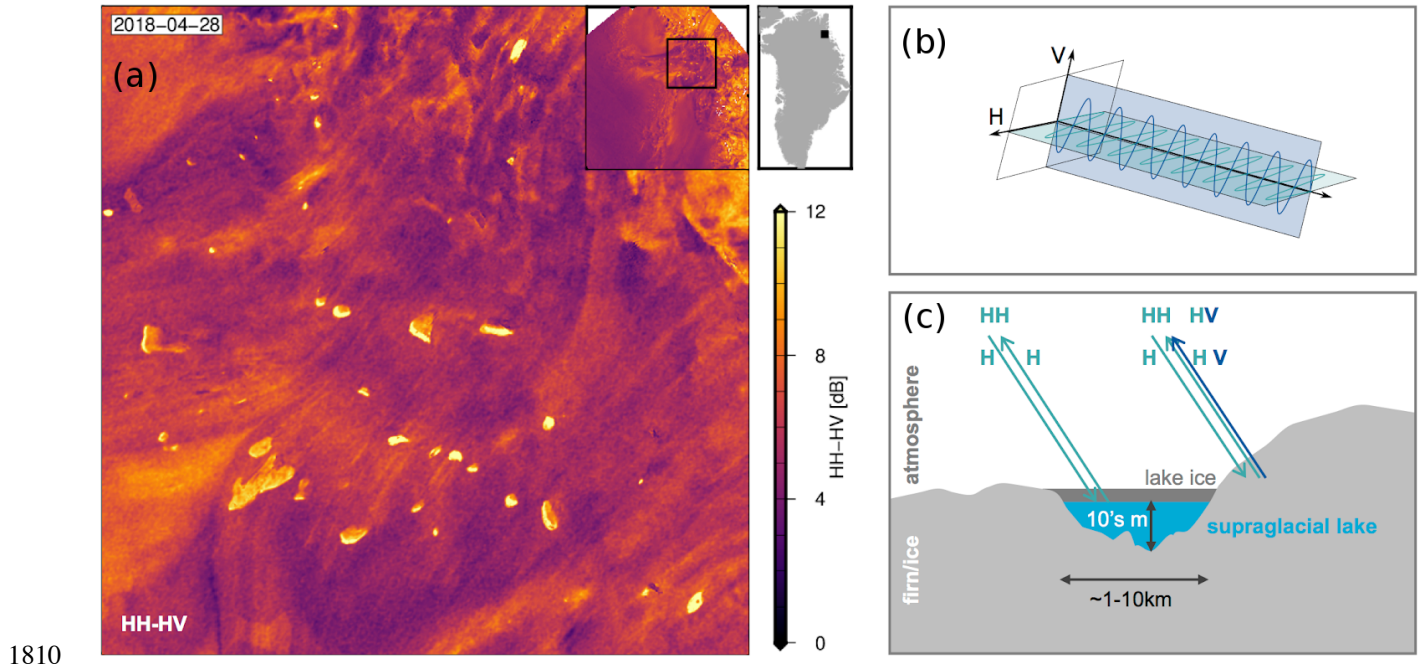 2018-04-28
(a)
HH-HV
12
8
4
0
HH-HV [dB]
(b)
V
H
(c)
HH
HH HV
H H
H H V
atmosphere
lake ice
10's m
supraglacial lake
firn/ice
~1-10km
1810